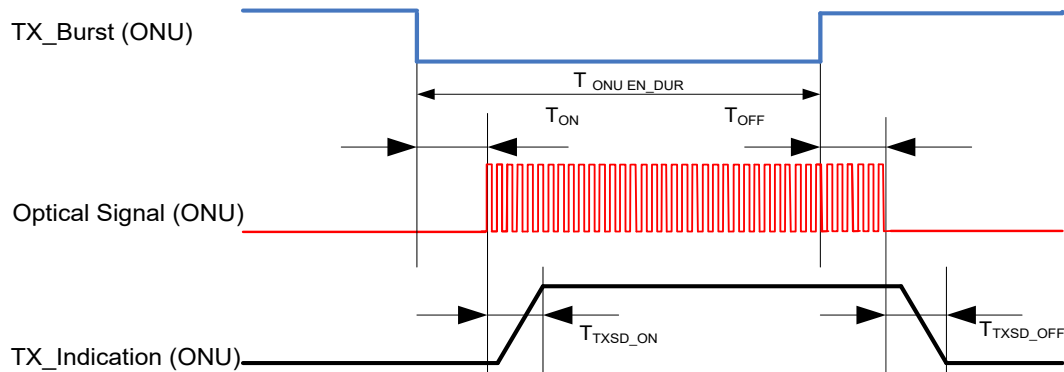 TX_Burst (ONU)
T ONU EN_DUR
TON
TOFF
Optical Signal (ONU)
TTXSD_ON
TTXSD_OFF
TX_Indication (ONU)